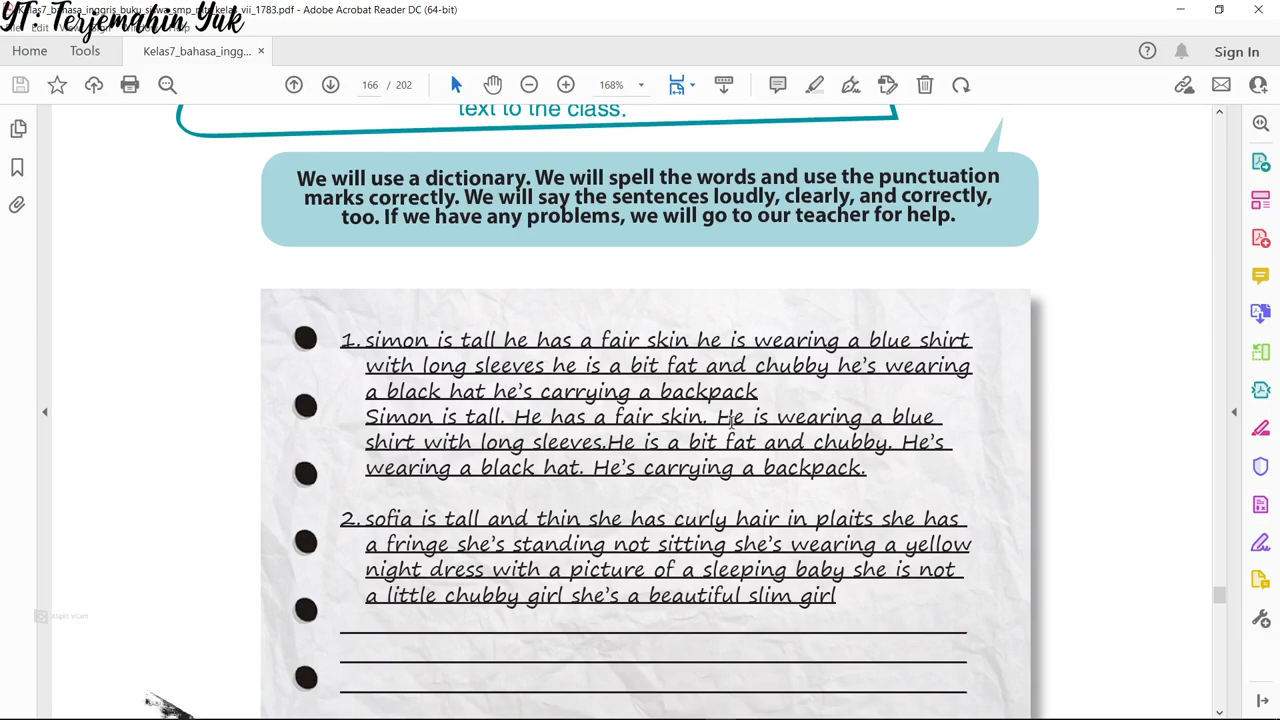 YT: Terjemahin Yuk
Kelas7_bahasa_inggris_buku_siswa_smp_mts_kelas_vii_1783.pdf - Adobe Acrobat Reader DC (64-bit)
Help
Home Tools Kelas7_bahasa_ingg... × Sign In
166 / 202 168%
text to the class.
We will use a dictionary. We will spell the words and use the punctuation
marks correctly. We will say the sentences loudly, clearly, and correctly,
too. If we have any problems, we will go to our teacher for help.
1. simon is tall he has a fair skin he is wearing a blue shirt
with long sleeves he is a bit fat and chubby he's wearing
a black hat he's carrying a backpack
Simon is tall. He has a fair skin. He is wearing a blue
shirt with long sleeves.He is a bit fat and chubby. He's
wearing a black hat. He's carrying a backpack.
2. sofia is tall and thin she has curly hair in plaits she has
a fringe she's standing not sitting she's wearing a yellow
night dress with a picture of a sleeping baby she is not
a little chubby girl she's a beautiful slim girl
XSplit VCam